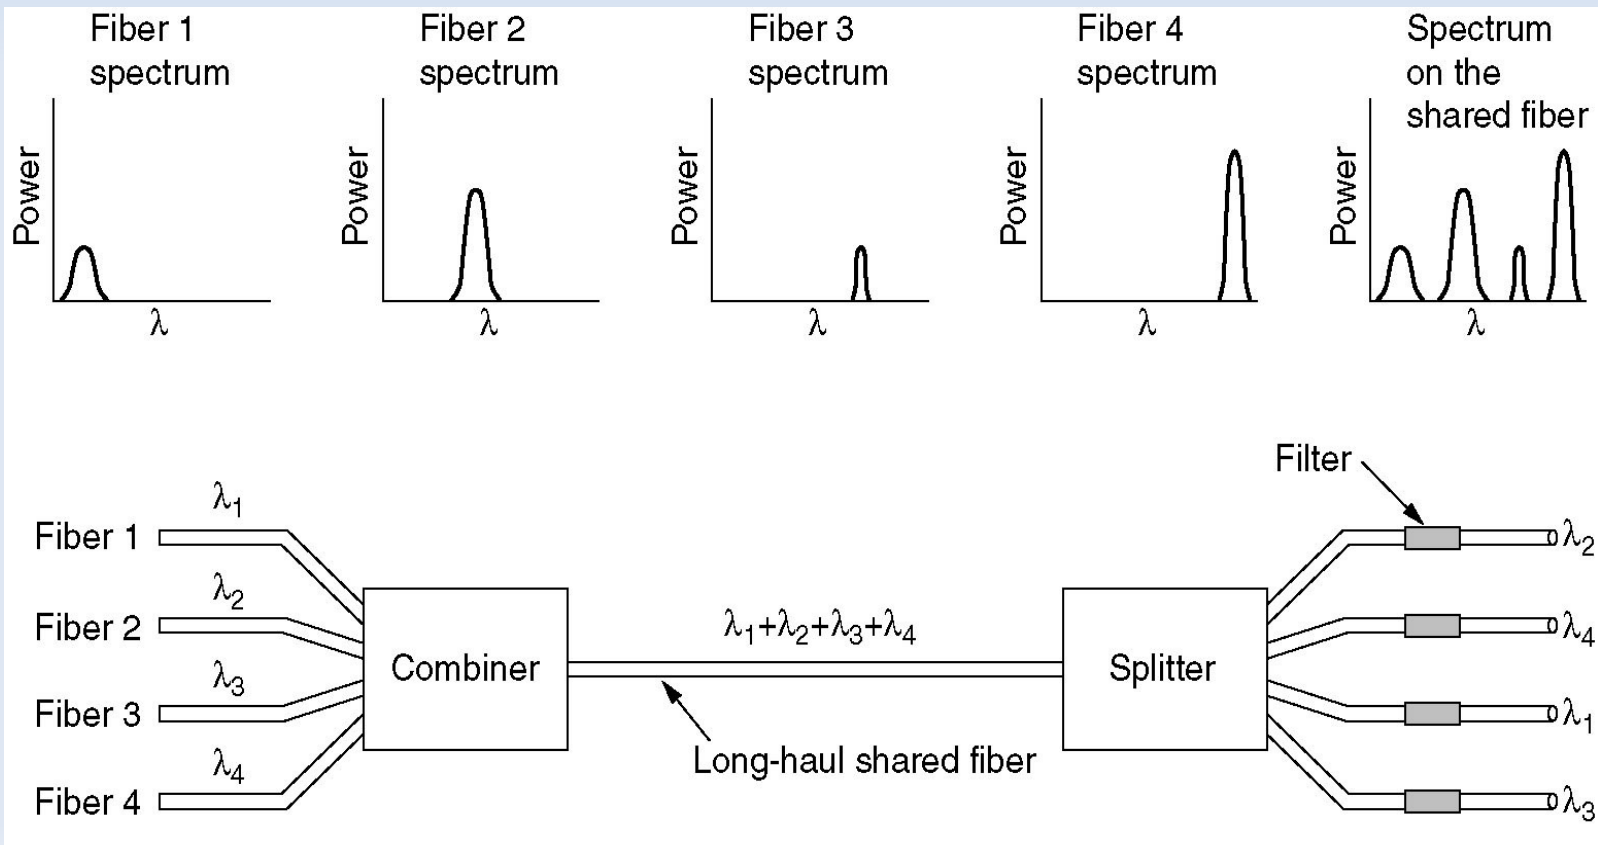 Fiber 1
spectrum
Power
λ
Fiber 2
spectrum
Power
λ
Fiber 3
spectrum
Power
λ
Fiber 4
spectrum
Power
λ
Spectrum
on the
shared fiber
Power
λ
Filter
λ1
Fiber 1
λ2
Fiber 2
λ3
Fiber 3
λ4
Fiber 4
Combiner
λ1+λ2+λ3+λ4
Long-haul shared fiber
Splitter
λ2
λ4
λ1
λ3